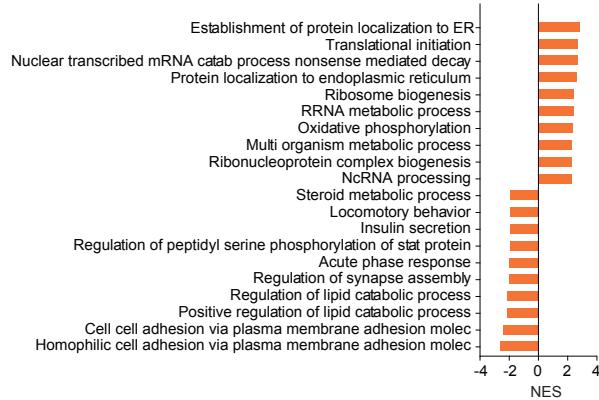 Establishment of protein localization to ER
Translational initiation
Nuclear transcribed mRNA catab process nonsense mediated decay
Protein localization to endoplasmic reticulum
Ribosome biogenesis
RRNA metabolic process
Oxidative phosphorylation
Multi organism metabolic process
Ribonucleoprotein complex biogenesis
NcRNA processing
Steroid metabolic process
Locomotory behavior
Insulin secretion
Regulation of peptidyl serine phosphorylation of stat protein
Acute phase response
Regulation of synapse assembly
Regulation of lipid catabolic process
Positive regulation of lipid catabolic process
Cell cell adhesion via plasma membrane adhesion molec
Homophilic cell adhesion via plasma membrane adhesion molec
-4 -2 0 2 4
NES